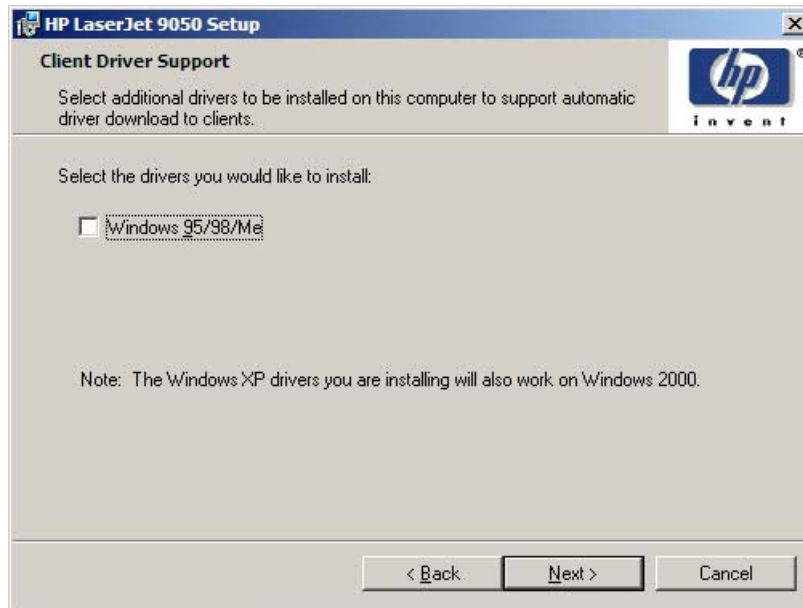 HP LaserJet 9050 Setup
Client Driver Support
Select additional drivers to be installed on this computer to support automatic
driver download to clients.
hp
®
invent
Select the drivers you would like to install:
Windows 95/98/Me
Note: The Windows XP drivers you are installing will also work on Windows 2000.
< Back
Next >
Cancel